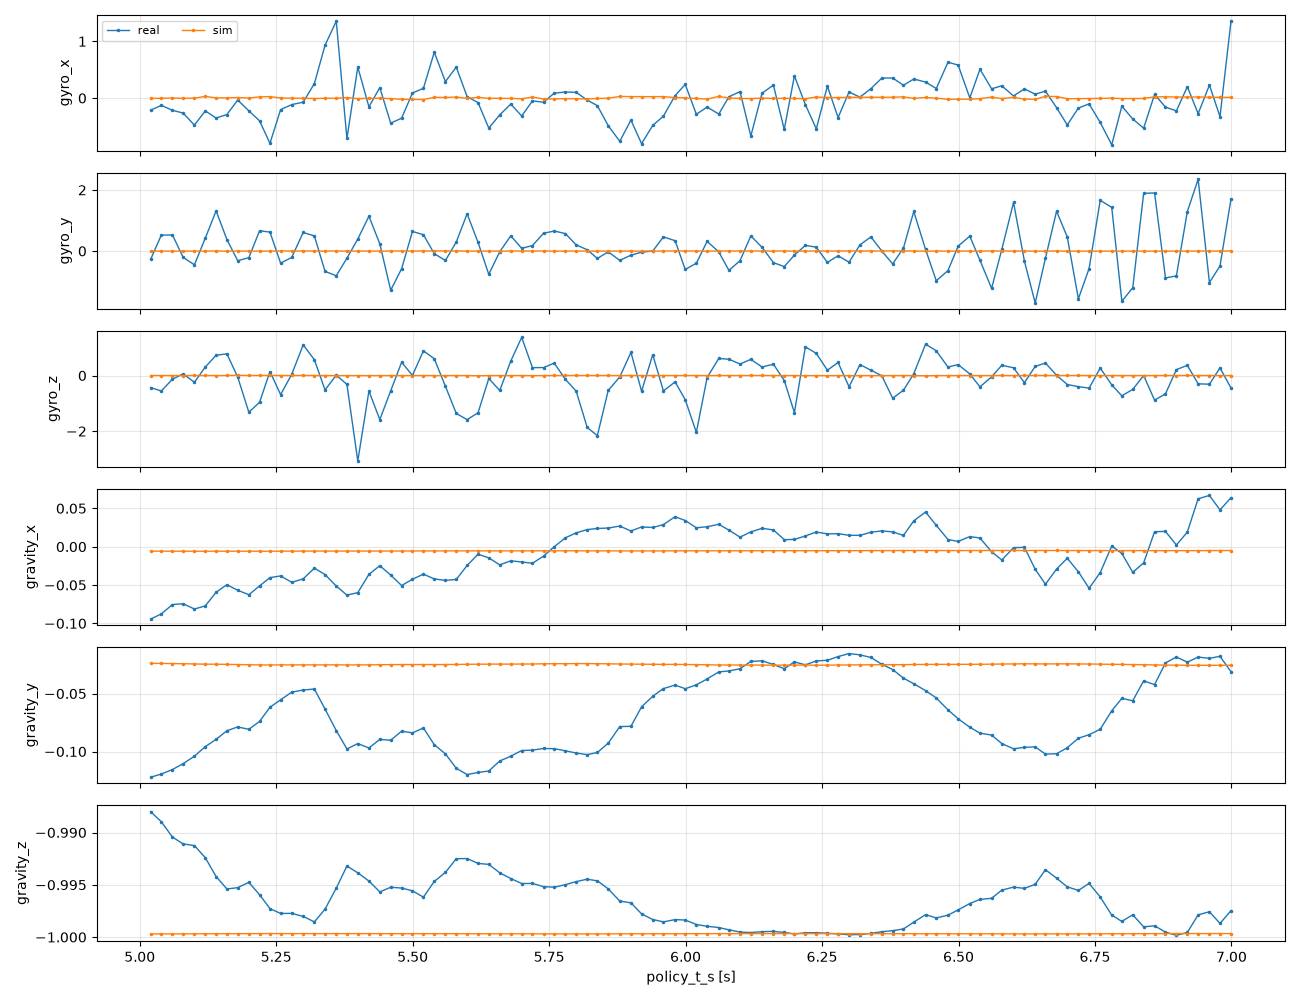 real sim
gyro_x
1
0
gyro_y
2
0
gyro_z
0
−2
gravity_x
0.05
0.00
−0.05
−0.10
gravity_y
−0.05
−0.10
gravity_z
−0.990
−0.995
−1.000
5.00 5.25 5.50 5.75 6.00 6.25 6.50 6.75 7.00
policy_t_s [s]